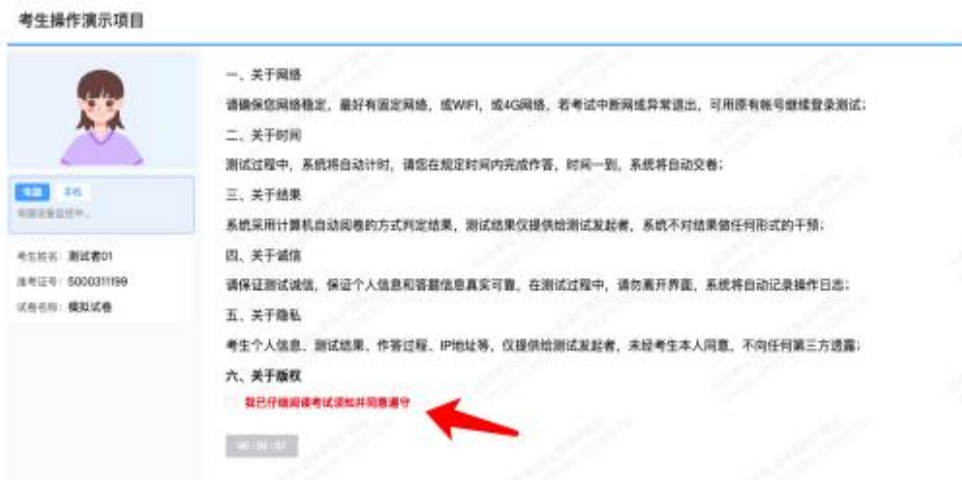 考生操作演示项目
一、关于网络
请确保您网络稳定，最好有固定网络，或WIFI，或4G网络，若考试中断网或异常退出，可用原有帐号继续登录测试；
二、关于时间
测试过程中，系统将自动计时，请您在规定时间内完成作答，时间一到，系统将自动交卷；
三、关于结果
系统采用计算机自动阅卷的方式判定结果，测试结果仅提供给测试发起者，系统不对结果做任何形式的干预；
四、关于诚信
请保证测试诚信，保证个人信息和答题信息真实可靠，在测试过程中，请勿离开界面，系统将自动记录操作日志；
五、关于隐私
考生个人信息、测试结果、作答过程、IP地址等，仅提供给测试发起者，未经考生本人同意，不向任何第三方透露；
六、关于版权
我已仔细阅读考试须知并同意遵守
电脑 手机
电脑设备监控中...
考生姓名：测试者01
准考证号：5000311199
试卷名称：模拟试卷